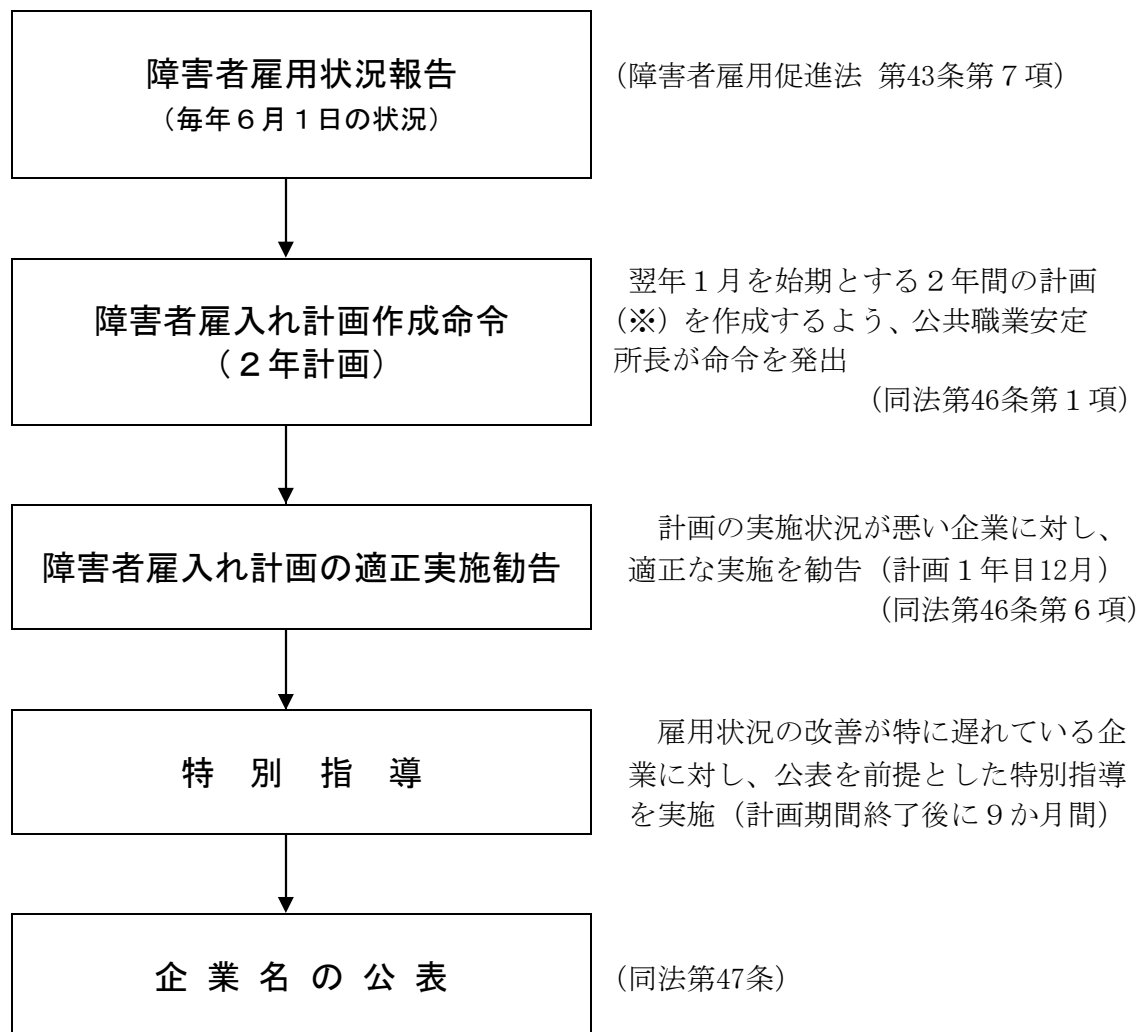 障害者雇用状況報告
（毎年６月１日の状況）
（障害者雇用促進法 第43条第７項）
障害者雇入れ計画作成命令
（２年計画）
翌年１月を始期とする２年間の計画
（※）を作成するよう、公共職業安定
所長が命令を発出
（同法第46条第１項）
障害者雇入れ計画の適正実施勧告
計画の実施状況が悪い企業に対し、
適正な実施を勧告（計画１年目12月）
（同法第46条第６項）
特 別 指 導
雇用状況の改善が特に遅れている企
業に対し、公表を前提とした特別指導
を実施（計画期間終了後に９か月間）
企 業 名 の 公 表
（同法第47条）